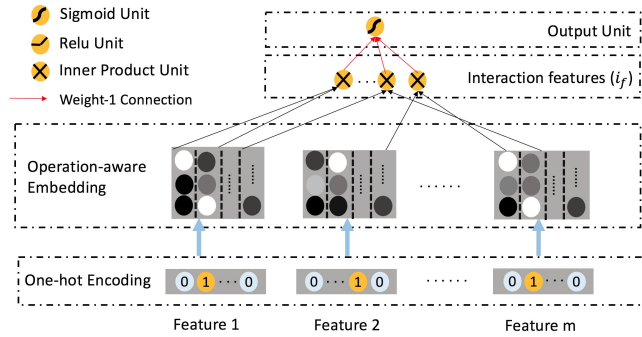 Sigmoid Unit
Relu Unit
Inner Product Unit
Weight-1 Connection
Output Unit
Interaction features (i_f)
Operation-aware
Embedding
One-hot Encoding
0 1 ··· 0
0 ··· 1 0
······
0 1 ··· 0
Feature 1
Feature 2
Feature m